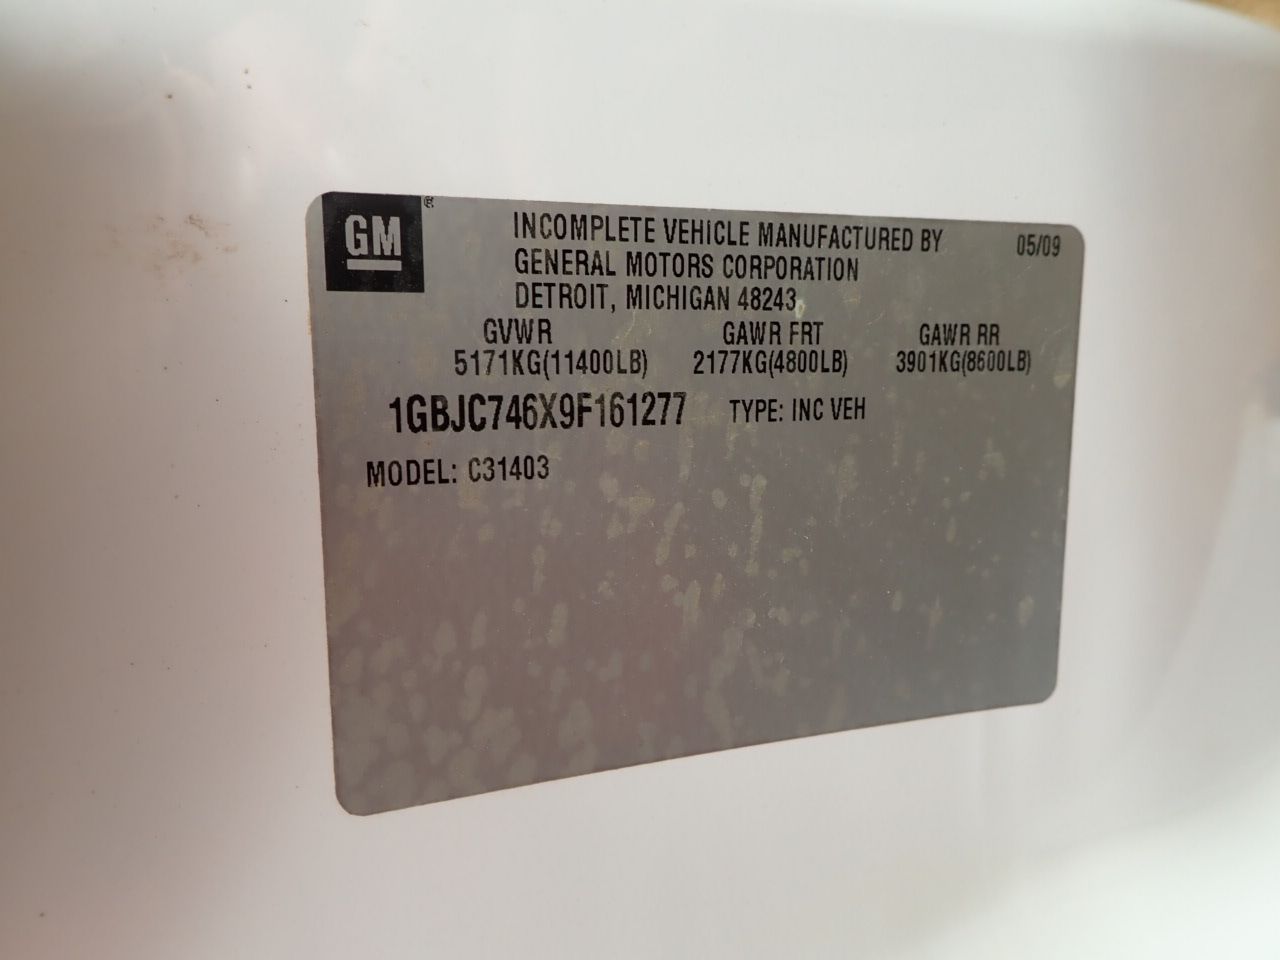 GM ®
INCOMPLETE VEHICLE MANUFACTURED BY 05/09
GENERAL MOTORS CORPORATION
DETROIT, MICHIGAN 48243
GVWR GAWR FRT GAWR RR
5171KG(11400LB) 2177KG(4800LB) 3901KG(8600LB)
1GBJC746X9F161277 TYPE: INC VEH
MODEL: C31403